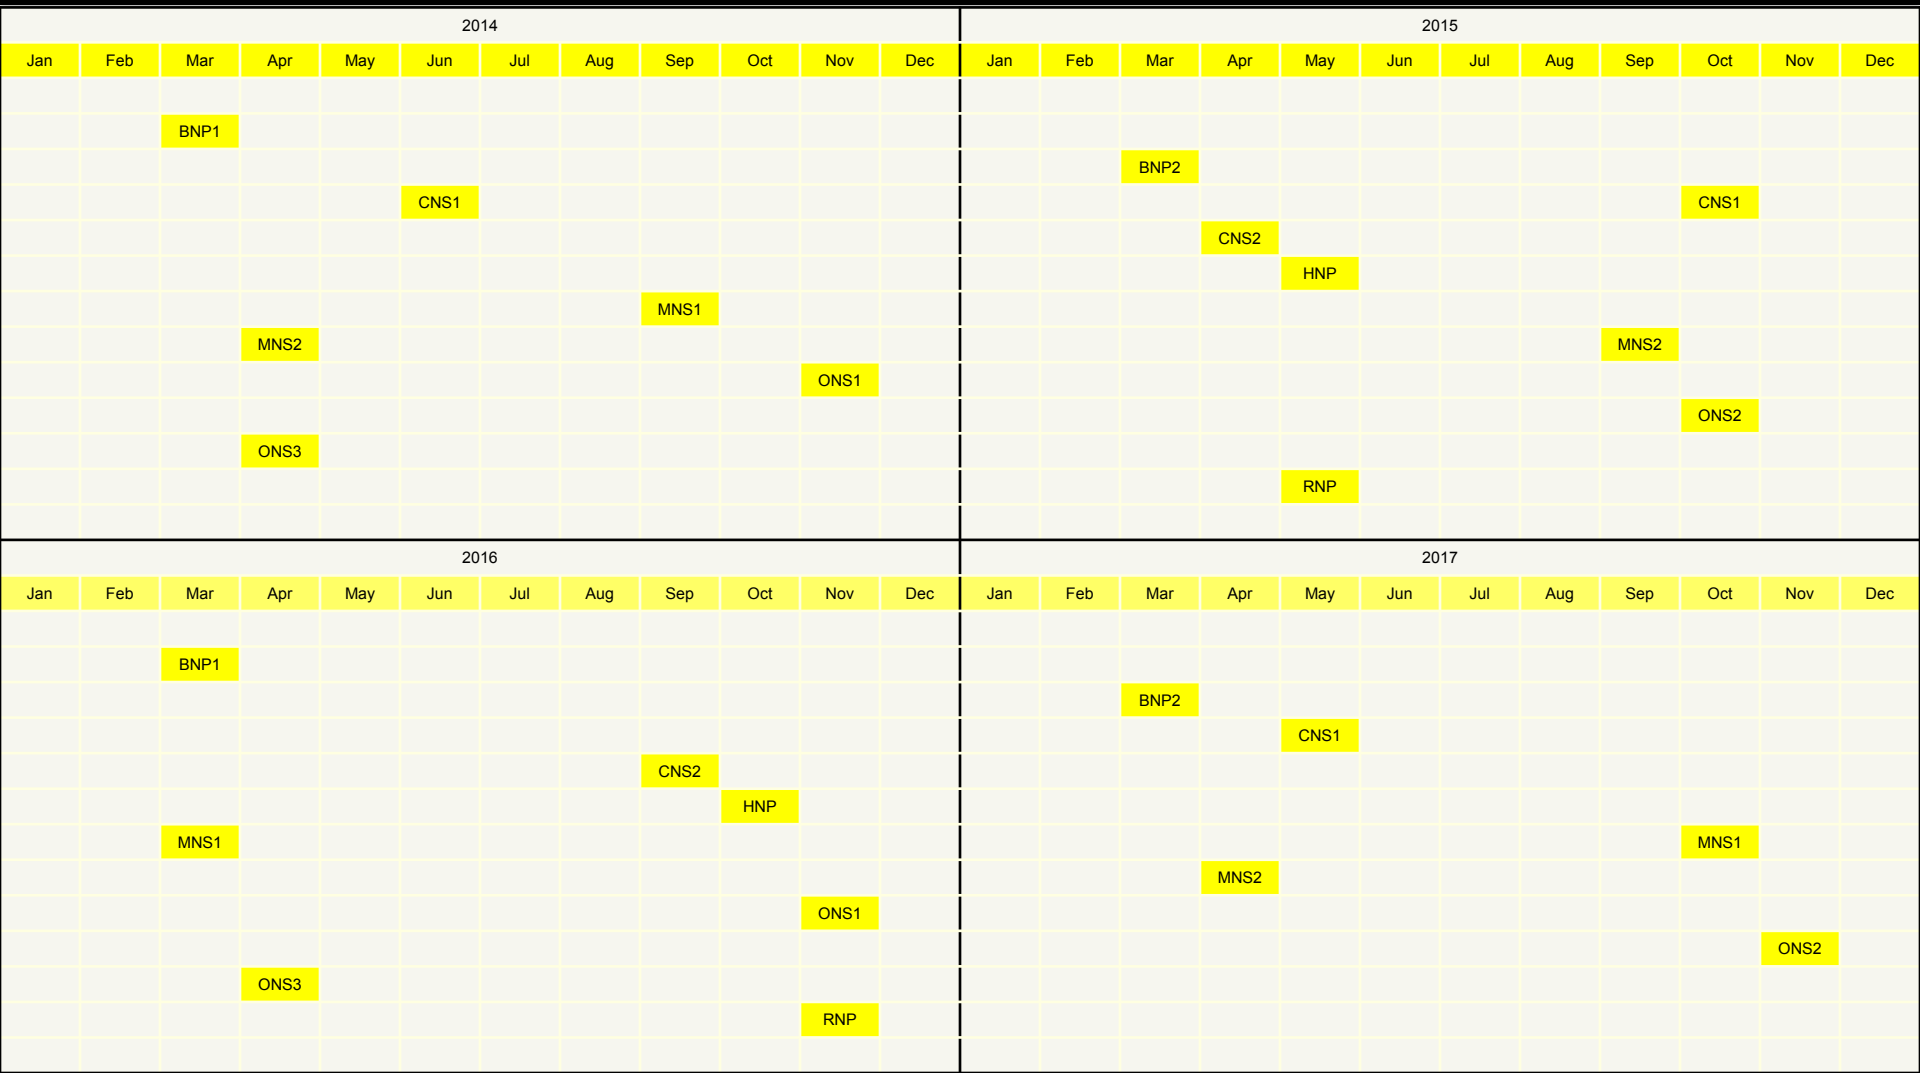 2014 2015
Jan Feb Mar Apr May Jun Jul Aug Sep Oct Nov Dec Jan Feb Mar Apr May Jun Jul Aug Sep Oct Nov Dec
BNP1
BNP2
CNS1 CNS1
CNS2
HNP
MNS1
MNS2 MNS2
ONS1
ONS2
ONS3
RNP
2016 2017
Jan Feb Mar Apr May Jun Jul Aug Sep Oct Nov Dec Jan Feb Mar Apr May Jun Jul Aug Sep Oct Nov Dec
BNP1
BNP2
CNS1
CNS2
HNP
MNS1 MNS1
MNS2
ONS1
ONS2
ONS3
RNP